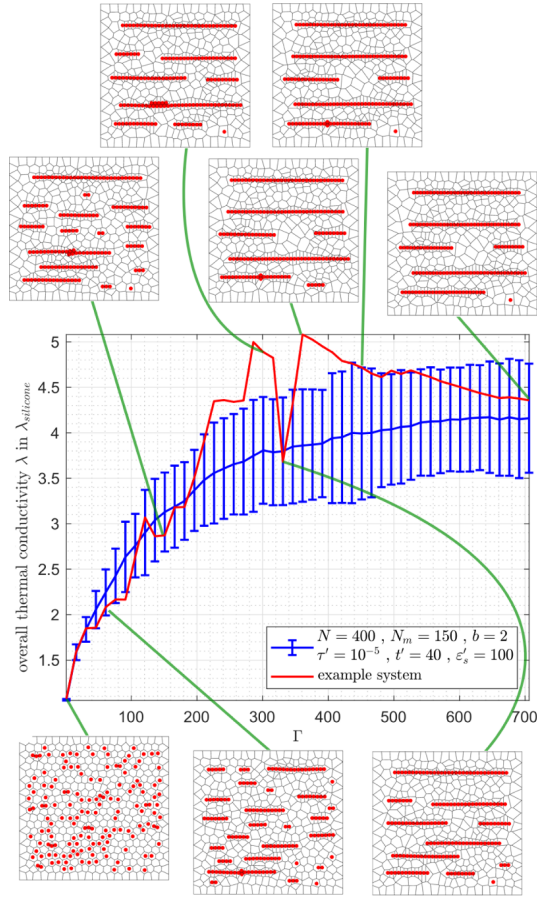 5
4.5
4
3.5
3
2.5
2
1.5
overall thermal conductivity λ in λ_silicone
N = 400 , N_m = 150 , b = 2
τ′ = 10^−5 , t′ = 40 , ε′_s = 100
example system
100 200 300 400 500 600 700
Γ